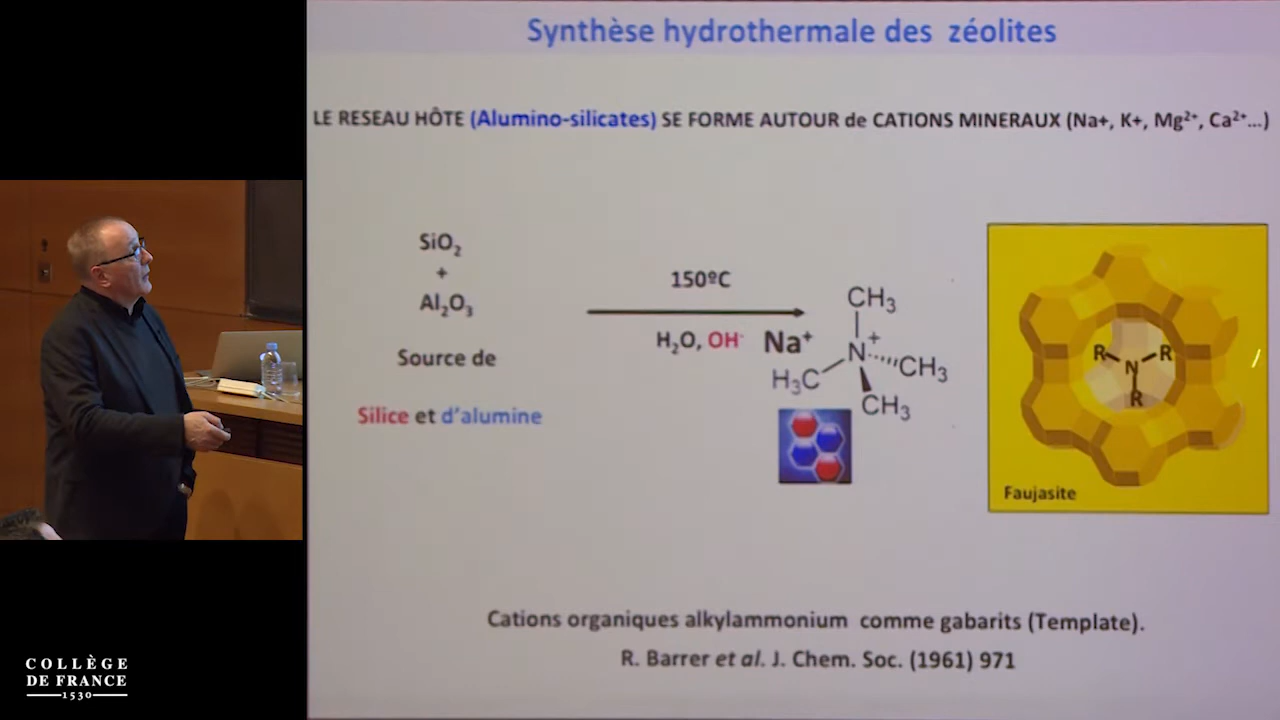 Synthèse hydrothermale des zéolites
LE RESEAU HÔTE (Alumino-silicates) SE FORME AUTOUR de CATIONS MINERAUX (Na+, K+, Mg²⁺, Ca²⁺...)
SiO₂
+
Al₂O₃
Source de
Silice et d'alumine
150ºC
H₂O, OH⁻
Na⁺
CH₃
N⁺
CH₃
H₃C
CH₃
R
R
N
R
Faujasite
Cations organiques alkylammonium comme gabarits (Template).
R. Barrer et al. J. Chem. Soc. (1961) 971
COLLÈGE
DE FRANCE
1530